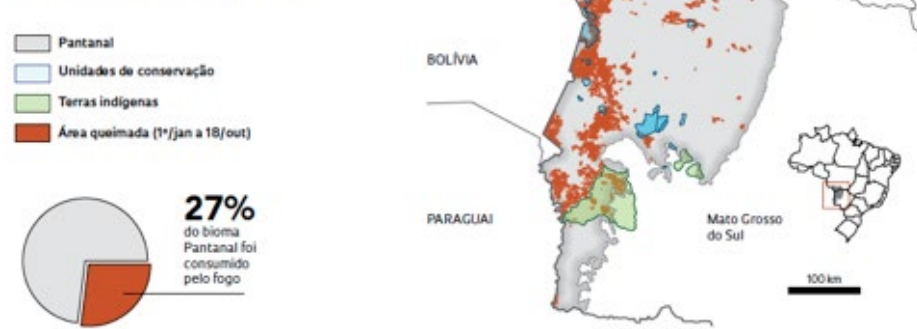 Pantanal
Unidades de conservação
Terras indígenas
Área queimada (1º/jan a 18/out)
27%
do bioma
Pantanal foi
consumido
pelo fogo
BOLÍVIA
PARAGUAI
Mato Grosso
do Sul
100 km